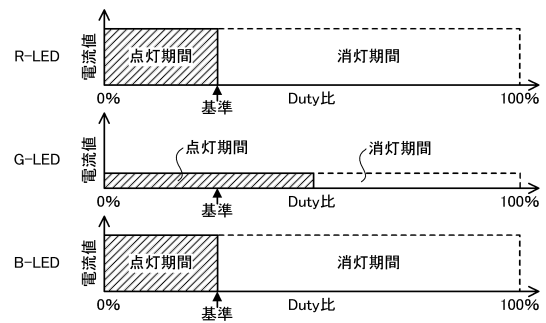 R-LED
電流値
点灯期間
消灯期間
0%
基準
Duty比
100%
G-LED
電流値
点灯期間
消灯期間
0%
基準
Duty比
100%
B-LED
電流値
点灯期間
消灯期間
0%
基準
Duty比
100%